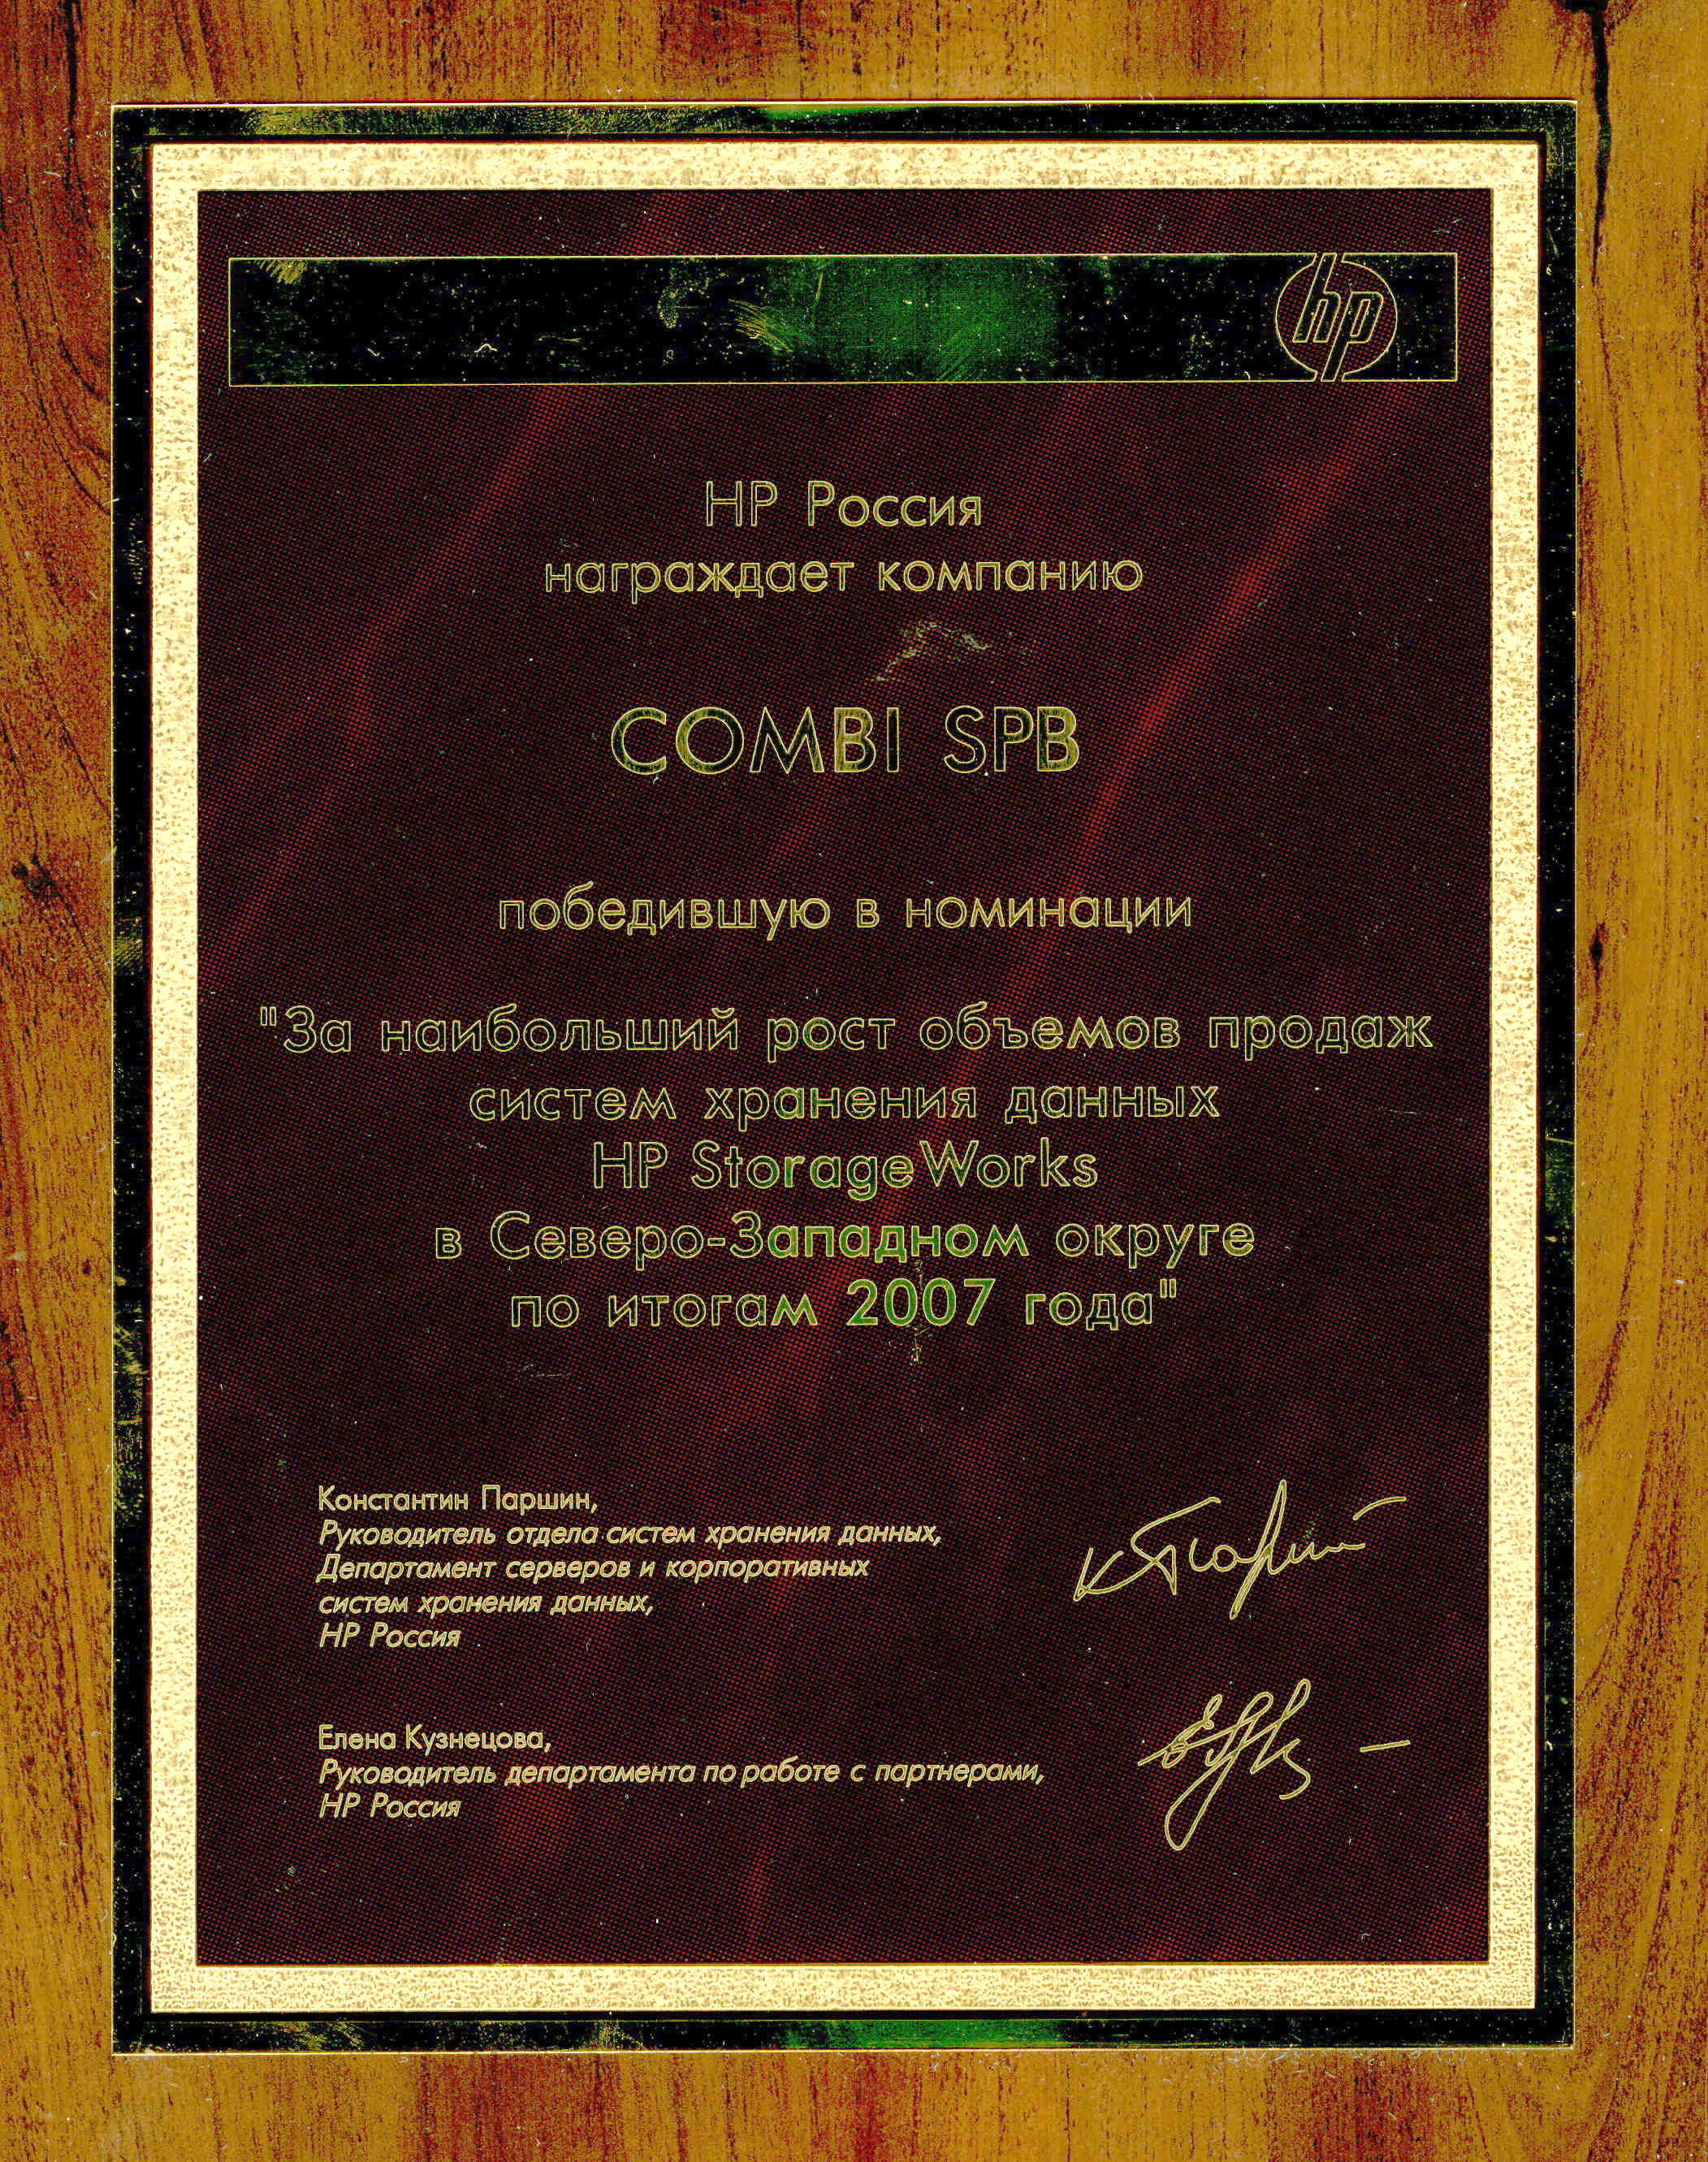 hp
HP Россия
награждает компанию
COMBI SPB
победившую в номинации
"За наибольший рост объемов продаж
систем хранения данных
HP StorageWorks
в Северо-Западном округе
по итогам 2007 года"
Константин Паршин,
Руководитель отдела систем хранения данных,
Департамент серверов и корпоративных
систем хранения данных,
HP Россия
Елена Кузнецова,
Руководитель департамента по работе с партнерами,
HP Россия